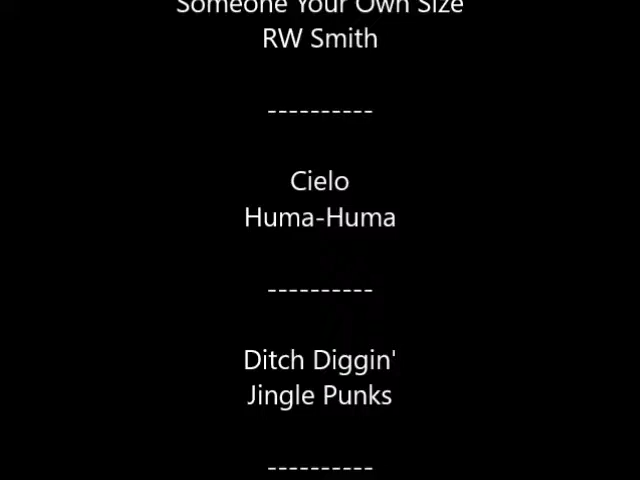 Someone Your Own Size
RW Smith
----------
Cielo
Huma-Huma
----------
Ditch Diggin'
Jingle Punks
----------